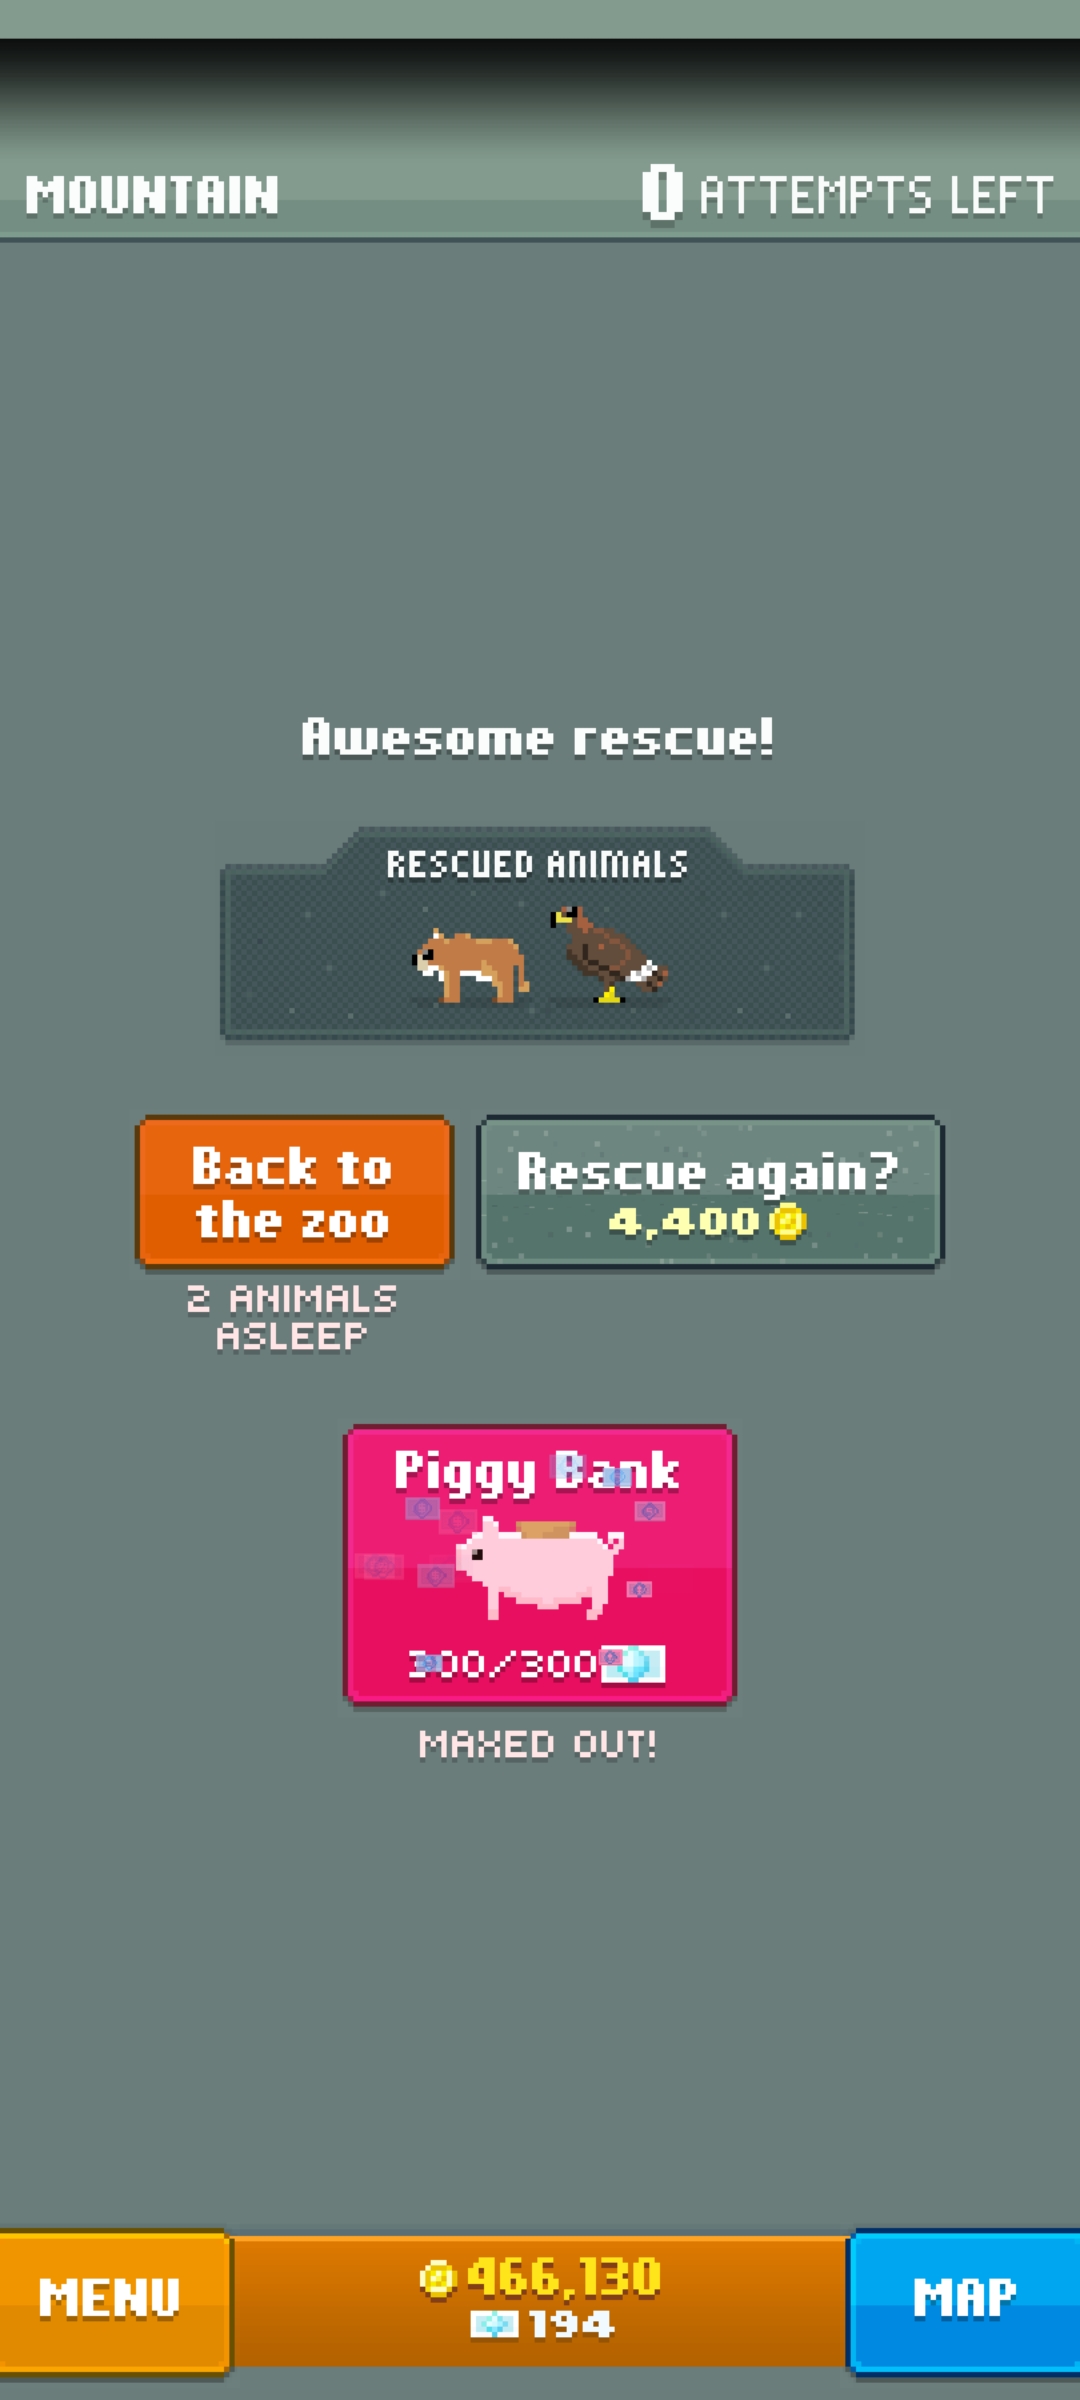 MOUNTAIN
0 ATTEMPTS LEFT
Awesome rescue!
RESCUED ANIMALS
Back to
the zoo
Rescue again?
4,400
2 ANIMALS
ASLEEP
Piggy Bank
300/300
MAXED OUT!
MENU
466,130
194
MAP